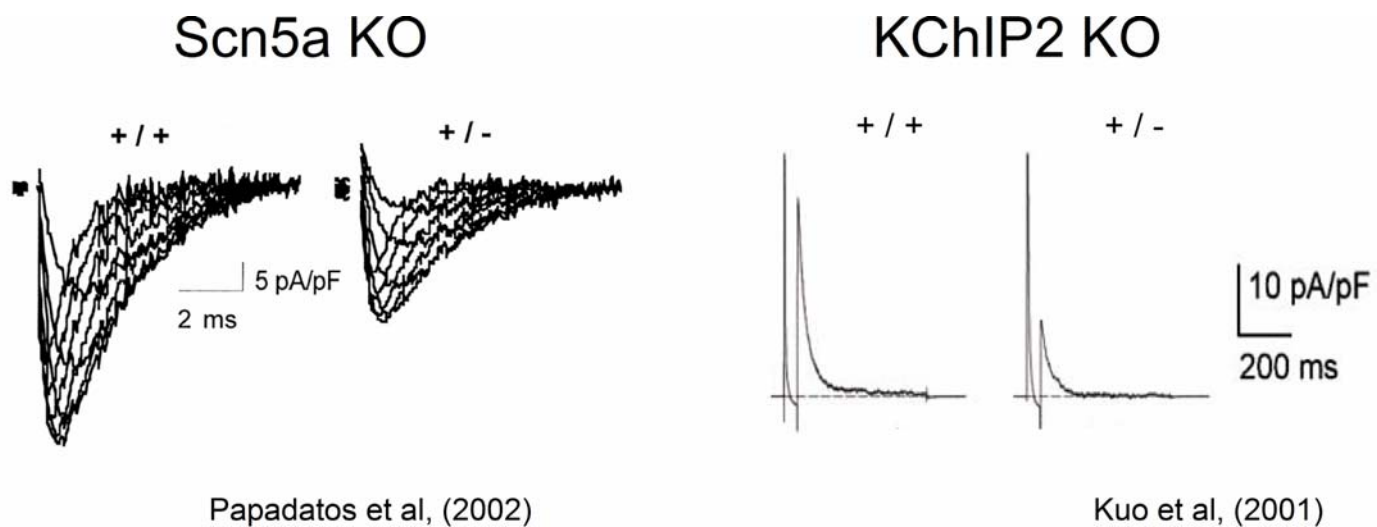 Scn5a KO
+ / +
+ / -
5 pA/pF
2 ms
Papadatos et al, (2002)
KChIP2 KO
+ / +
+ / -
10 pA/pF
200 ms
Kuo et al, (2001)